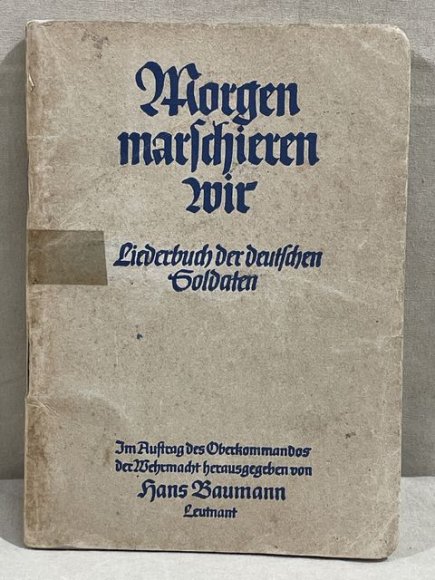 Morgen
marschieren
wir
Liederbuch der deutschen
Soldaten
Im Auftrag des Oberkommandos
der Wehrmacht herausgegeben von
Hans Baumann
Leutnant